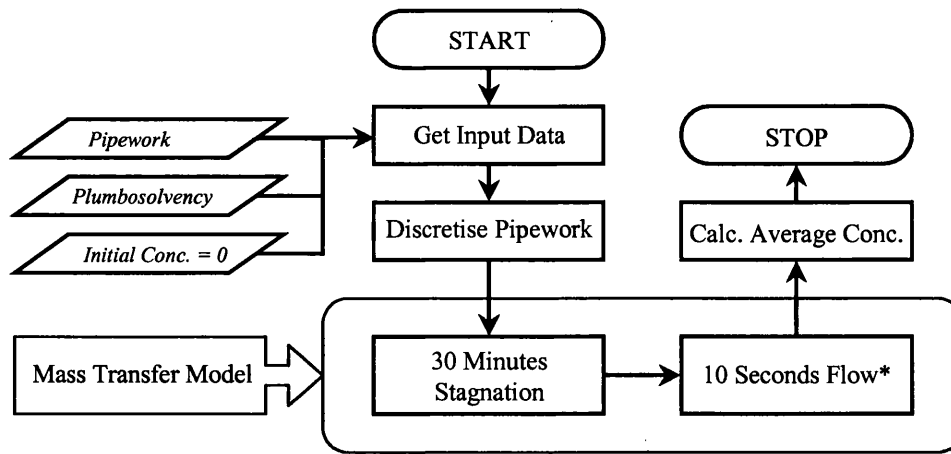 START
Get Input Data
Pipework
Plumbosolvency
Initial Conc. = 0
Discretise Pipework
STOP
Calc. Average Conc.
Mass Transfer Model
30 Minutes
Stagnation
10 Seconds Flow*